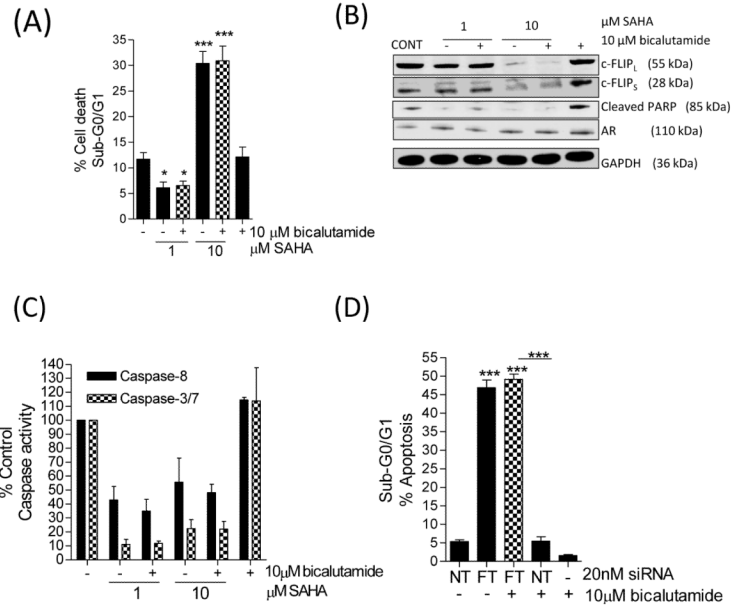 (A)
% Cell death
Sub-G0/G1
35
30
25
20
15
10
5
0
* * *** ***
- - + - + +
10 µM bicalutamide
1 10
µM SAHA
(B)
1 10 µM SAHA
CONT - + - + + 10 µM bicalutamide
c-FLIPL (55 kDa)
c-FLIPS (28 kDa)
Cleaved PARP (85 kDa)
AR (110 kDa)
GAPDH (36 kDa)
(C)
% Control
Caspase activity
140
130
120
110
100
90
80
70
60
50
40
30
20
10
0
Caspase-8
Caspase-3/7
- - + - + +
10µM bicalutamide
1 10
µM SAHA
(D)
Sub-G0/G1
% Apoptosis
55
50
45
40
35
30
25
20
15
10
5
0
*** *** ***
NT FT FT NT - 20nM siRNA
- - + + + 10µM bicalutamide